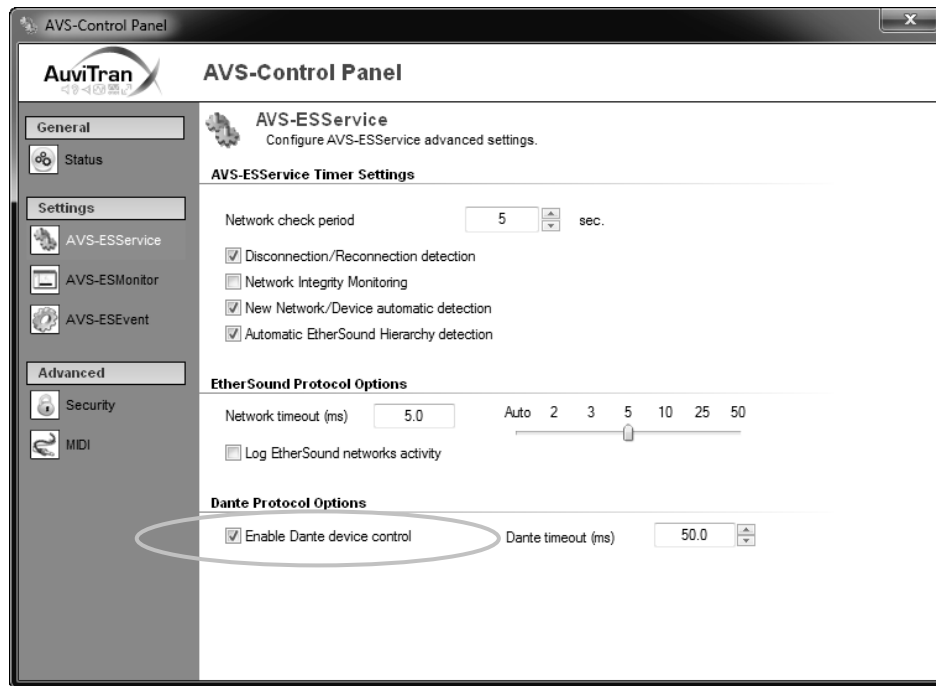 AVS-Control Panel
x
AuviTran
AVS-Control Panel
General
Status
Settings
AVS-ESService
AVS-ESMonitor
AVS-ESEvent
Advanced
Security
MIDI
AVS-ESService
Configure AVS-ESService advanced settings.
AVS-ESService Timer Settings
Network check period 5 sec.
Disconnection/Reconnection detection
Network Integrity Monitoring
New Network/Device automatic detection
Automatic EtherSound Hierarchy detection
EtherSound Protocol Options
Network timeout (ms) 5.0 Auto 2 3 5 10 25 50
Log EtherSound networks activity
Dante Protocol Options
Enable Dante device control Dante timeout (ms) 50.0